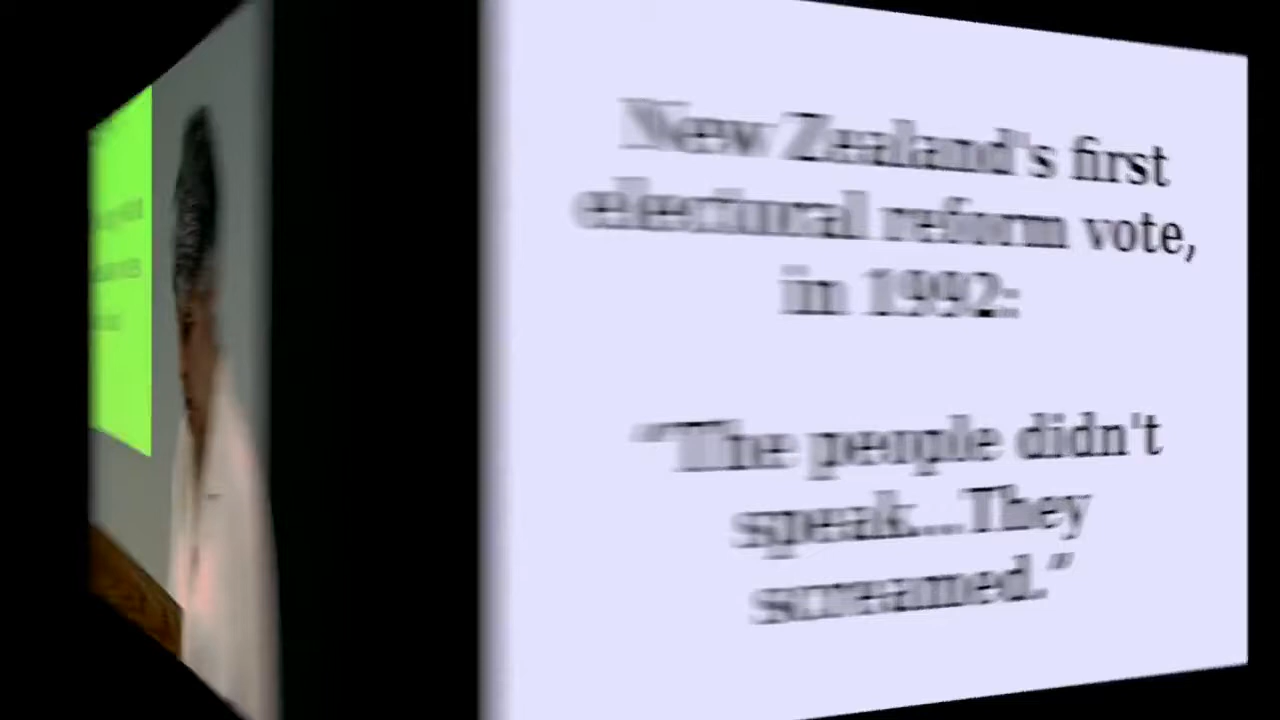 New Zealand's first
electoral reform vote,
in 1992:
“The people didn't
speak...They
screamed.”